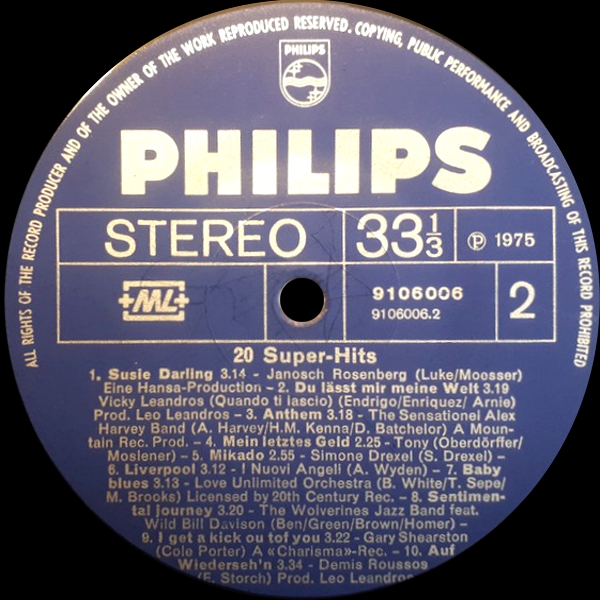 ALL RIGHTS OF THE RECORD PRODUCER AND OF THE OWNER OF THE WORK REPRODUCED RESERVED. COPYING, PUBLIC PERFORMANCE AND BROADCASTING OF THIS RECORD PROHIBITED
PHILIPS
PHILIPS
STEREO 33 1/3 ℗ 1975
+ML+ 9106006 2
9106006.2
20 Super-Hits
1. Susie Darling 3.14 - Janosch Rosenberg (Luke/Moosser)
Eine Hansa-Production - 2. Du lässt mir meine Welt 3.19
Vicky Leandros (Quando ti lascio) (Endrigo/Enriquez/ Arnie)
Prod. Leo Leandros - 3. Anthem 3.18 - The Sensationel Alex
Harvey Band (A. Harvey/H.M. Kenna/D. Batchelor) A Moun-
tain Rec. Prod. - 4. Mein letztes Geld 2.25 - Tony (Oberdörffer/
Moslener) - 5. Mikado 2.55 - Simone Drexel (S. Drexel) -
6. Liverpool 3.12 - I Nuovi Angeli (A. Wyden) - 7. Baby
blues 3.13 - Love Unlimited Orchestra (B. White/T. Sepe/
M. Brooks) Licensed by 20th Century Rec. - 8. Sentimen-
tal journey 3.20 - The Wolverines Jazz Band feat.
Wild Bill Davison (Ben/Green/Brown/Homer) -
9. I get a kick ou tof you 3.22 - Gary Shearston
(Cole Porter) A «Charisma»-Rec. - 10. Auf
Wiederseh'n 3.34 - Demis Roussos
(E. Storch) Prod. Leo Leandros